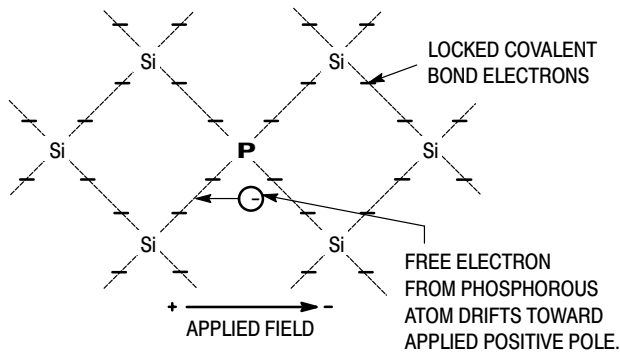 Si Si
LOCKED COVALENT
BOND ELECTRONS
Si P Si
Si Si
FREE ELECTRON
FROM PHOSPHOROUS
ATOM DRIFTS TOWARD
APPLIED POSITIVE POLE.
+ -
APPLIED FIELD